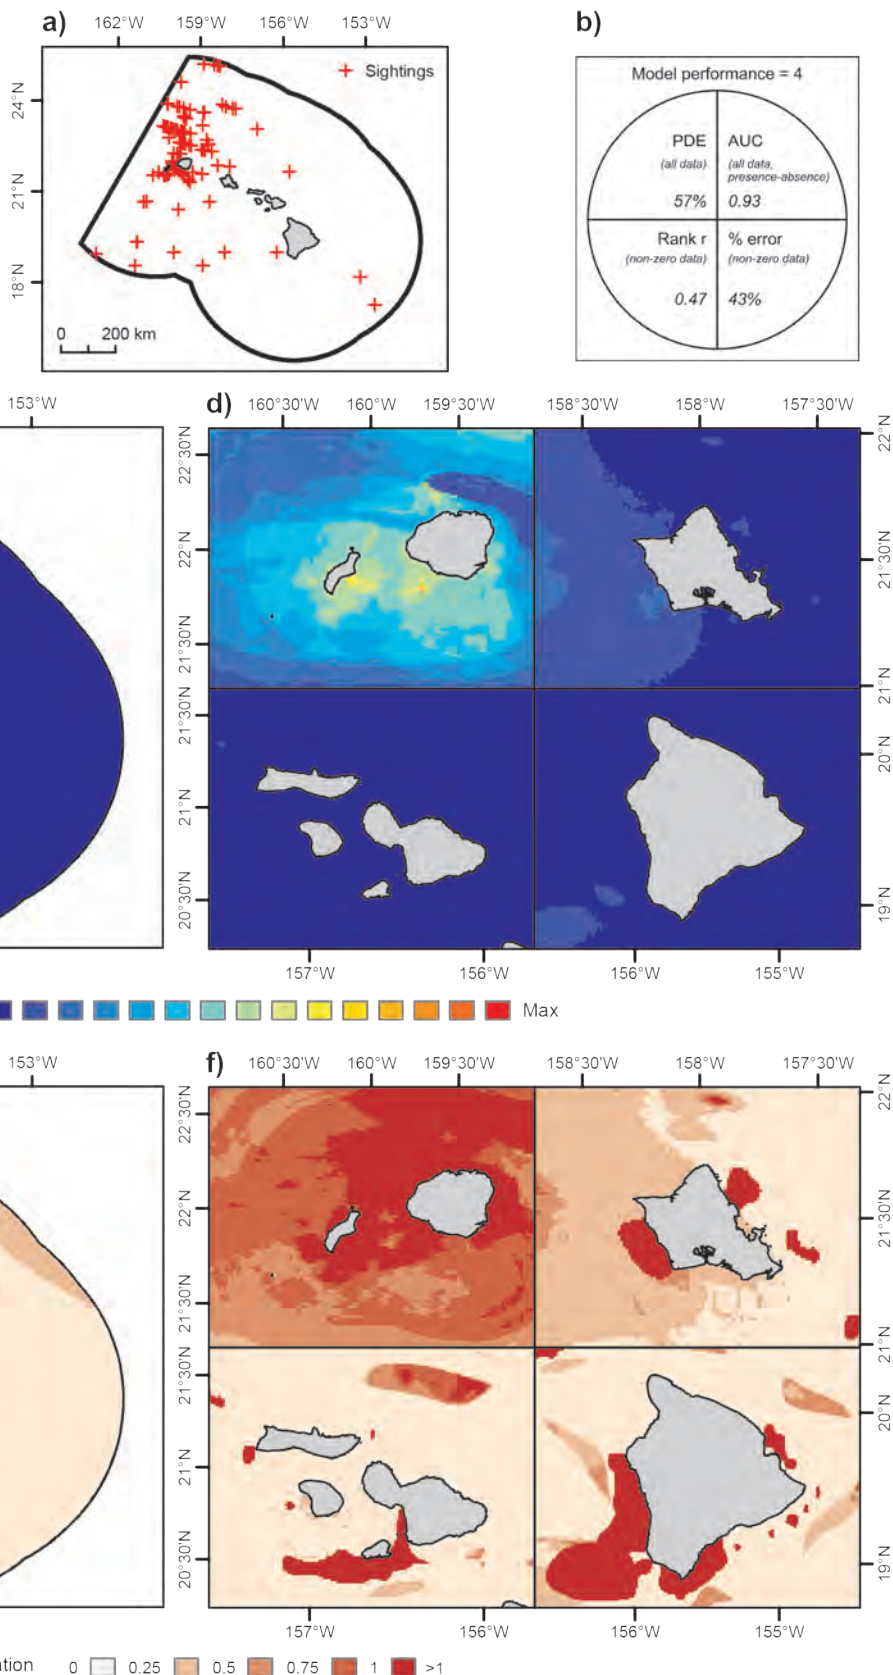 a)
162°W 159°W 156°W 153°W
Sightings
24°N
21°N
18°N
0 200 km
b)
Model performance = 4
PDE
(all data)
57%
AUC
(all data,
presence-absence)
0.93
Rank r
(non-zero data)
0.47
% error
(non-zero data)
43%
153°W
d)
160°30'W 160°W 159°30'W 158°30'W 158°W 157°30'W
22°30'N
22°N
21°30'N
22°N
21°30'N
21°N
21°30'N
21°N
20°30'N
20°N
19°N
157°W 156°W 156°W 155°W
Max
153°W
f)
160°30'W 160°W 159°30'W 158°30'W 158°W 157°30'W
22°30'N
22°N
21°30'N
22°N
21°30'N
21°N
21°30'N
21°N
20°30'N
20°N
19°N
157°W 156°W 156°W 155°W
ation 0 0.25 0.5 0.75 1 >1